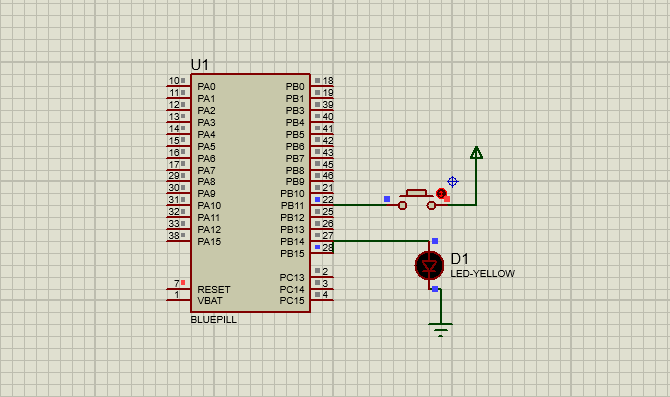 U1
10 PA0 PB0 18
11 PA1 PB1 19
12 PA2 PB3 39
13 PA3 PB4 40
14 PA4 PB5 41
15 PA5 PB6 42
16 PA6 PB7 43
17 PA7 PB8 45
29 PA8 PB9 46
30 PA9 PB10 21
31 PA10 PB11 22
32 PA11 PB12 25
33 PA12 PB13 26
38 PA15 PB14 27
PB15 28
PC13 2
7 RESET PC14 3
1 VBAT PC15 4
BLUEPILL
D1
LED-YELLOW